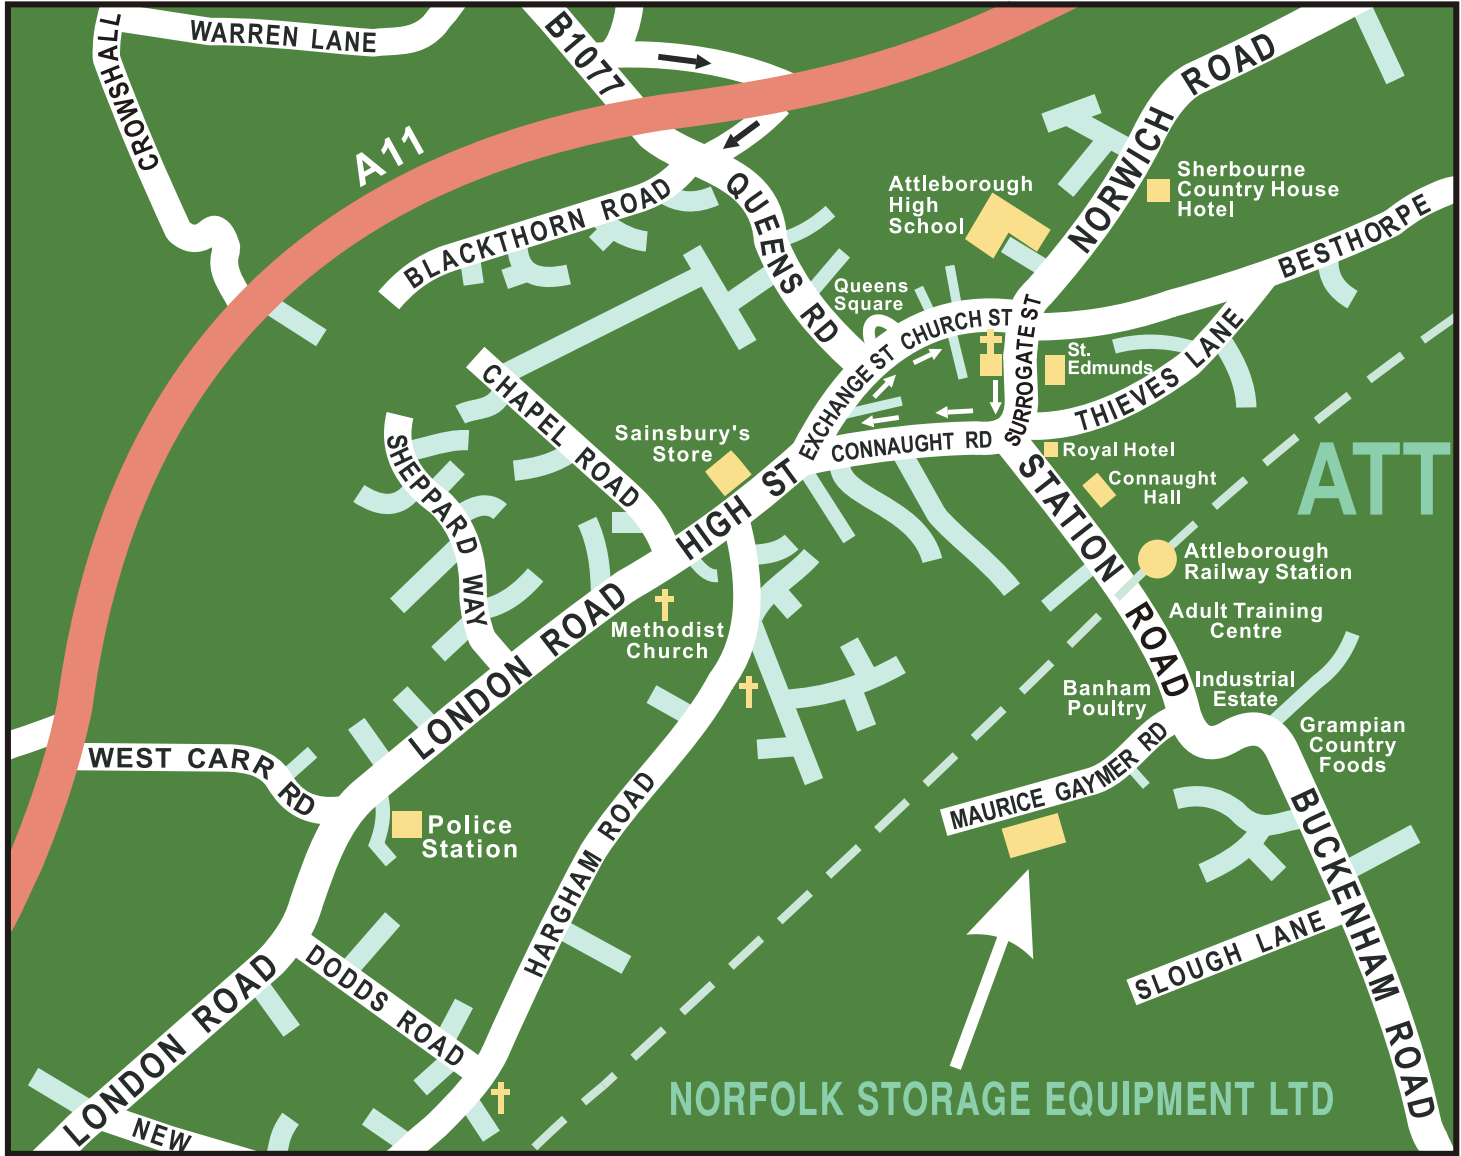 WARREN LANE
CROWSHALL
B1077
A11
NORWICH ROAD
Sherbourne
Country House
Hotel
Attleborough
High
School
BLACKTHORN ROAD
QUEENS RD
BESTHORPE
Queens
Square
CHURCH ST
EXCHANGE ST
SURROGATE ST
St.
Edmunds
THIEVES LANE
CHAPEL ROAD
SHEPPARD WAY
Sainsbury's
Store
CONNAUGHT RD
Royal Hotel
Connaught
Hall
ATT
HIGH ST
STATION ROAD
Attleborough
Railway Station
Adult Training
Centre
Methodist
Church
LONDON ROAD
Banham
Poultry
Industrial
Estate
Grampian
Country
Foods
WEST CARR RD
MAURICE GAYMER RD
Police
Station
HARGHAM ROAD
BUCKENHAM ROAD
SLOUGH LANE
DODDS ROAD
LONDON ROAD
NEW
NORFOLK STORAGE EQUIPMENT LTD